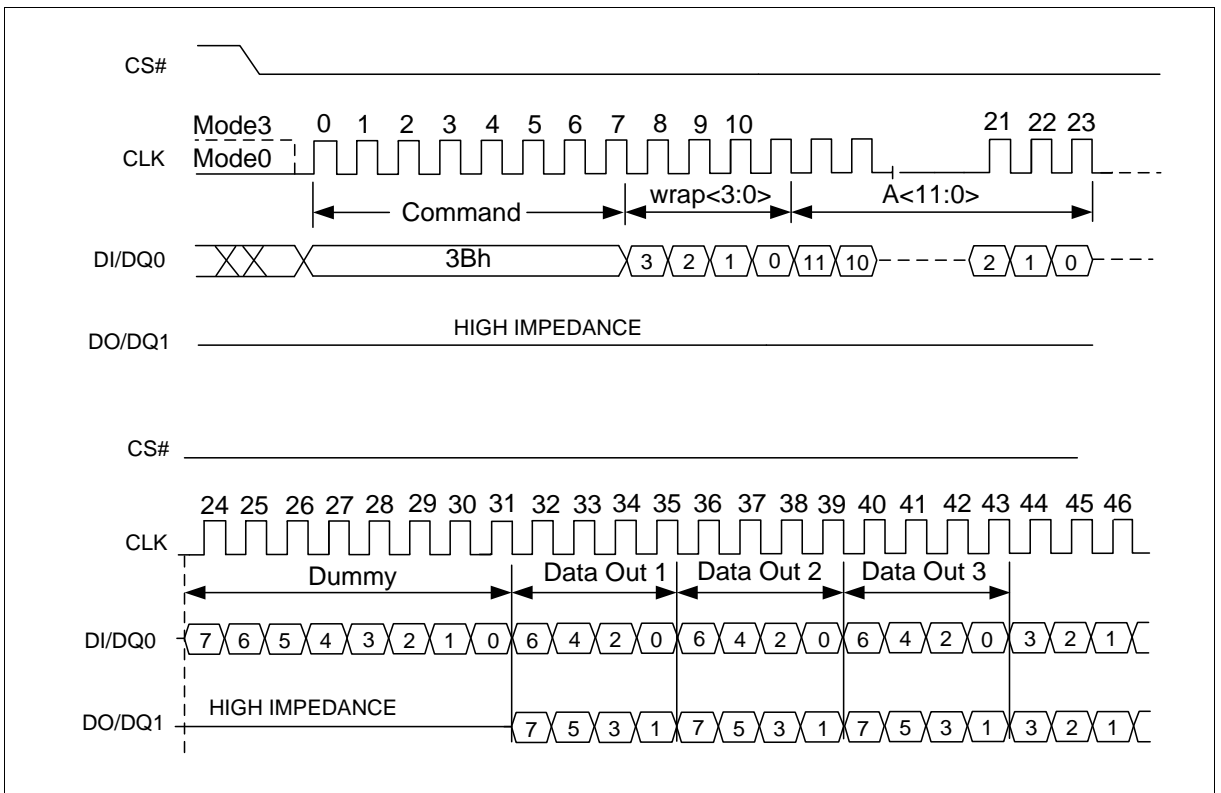 CS#
Mode3 0 1 2 3 4 5 6 7 8 9 10 21 22 23
CLK Mode0
Command wrap<3:0> A<11:0>
DI/DQ0 3Bh 3 2 1 0 11 10 2 1 0
HIGH IMPEDANCE
DO/DQ1
CS#
24 25 26 27 28 29 30 31 32 33 34 35 36 37 38 39 40 41 42 43 44 45 46
CLK
Dummy Data Out 1 Data Out 2 Data Out 3
DI/DQ0 7 6 5 4 3 2 1 0 6 4 2 0 6 4 2 0 6 4 2 0 3 2 1
HIGH IMPEDANCE
DO/DQ1 7 5 3 1 7 5 3 1 7 5 3 1 3 2 1